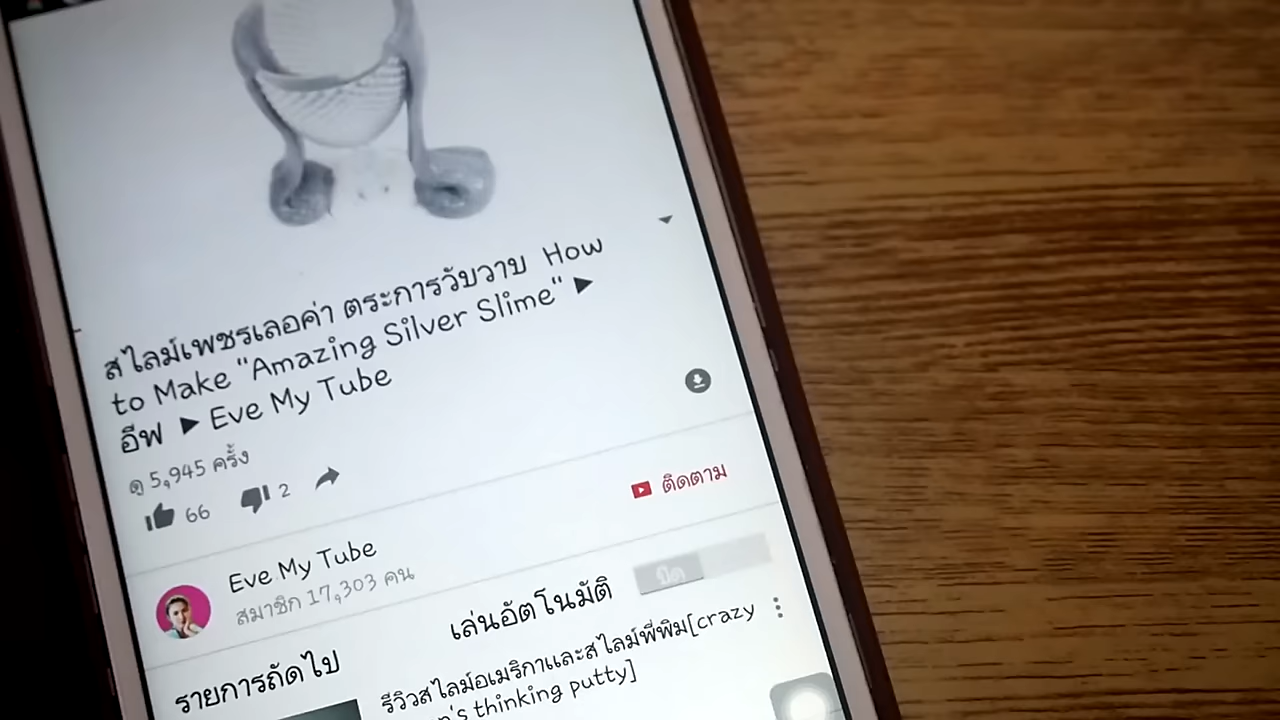 สไลม์เพชรเลอค่า ตระการวับวาบ How
to Make "Amazing Silver Slime" ▶
อีฟ ▶ Eve My Tube
ดู 5,945 ครั้ง
66 2
ติดตาม
Eve My Tube
สมาชิก 17,303 คน
เล่นอัตโนมัติ ปิด
รายการถัดไป
รีวิวสไลม์อเมริกาและสไลม์พี่พิม[crazy
thinking putty]